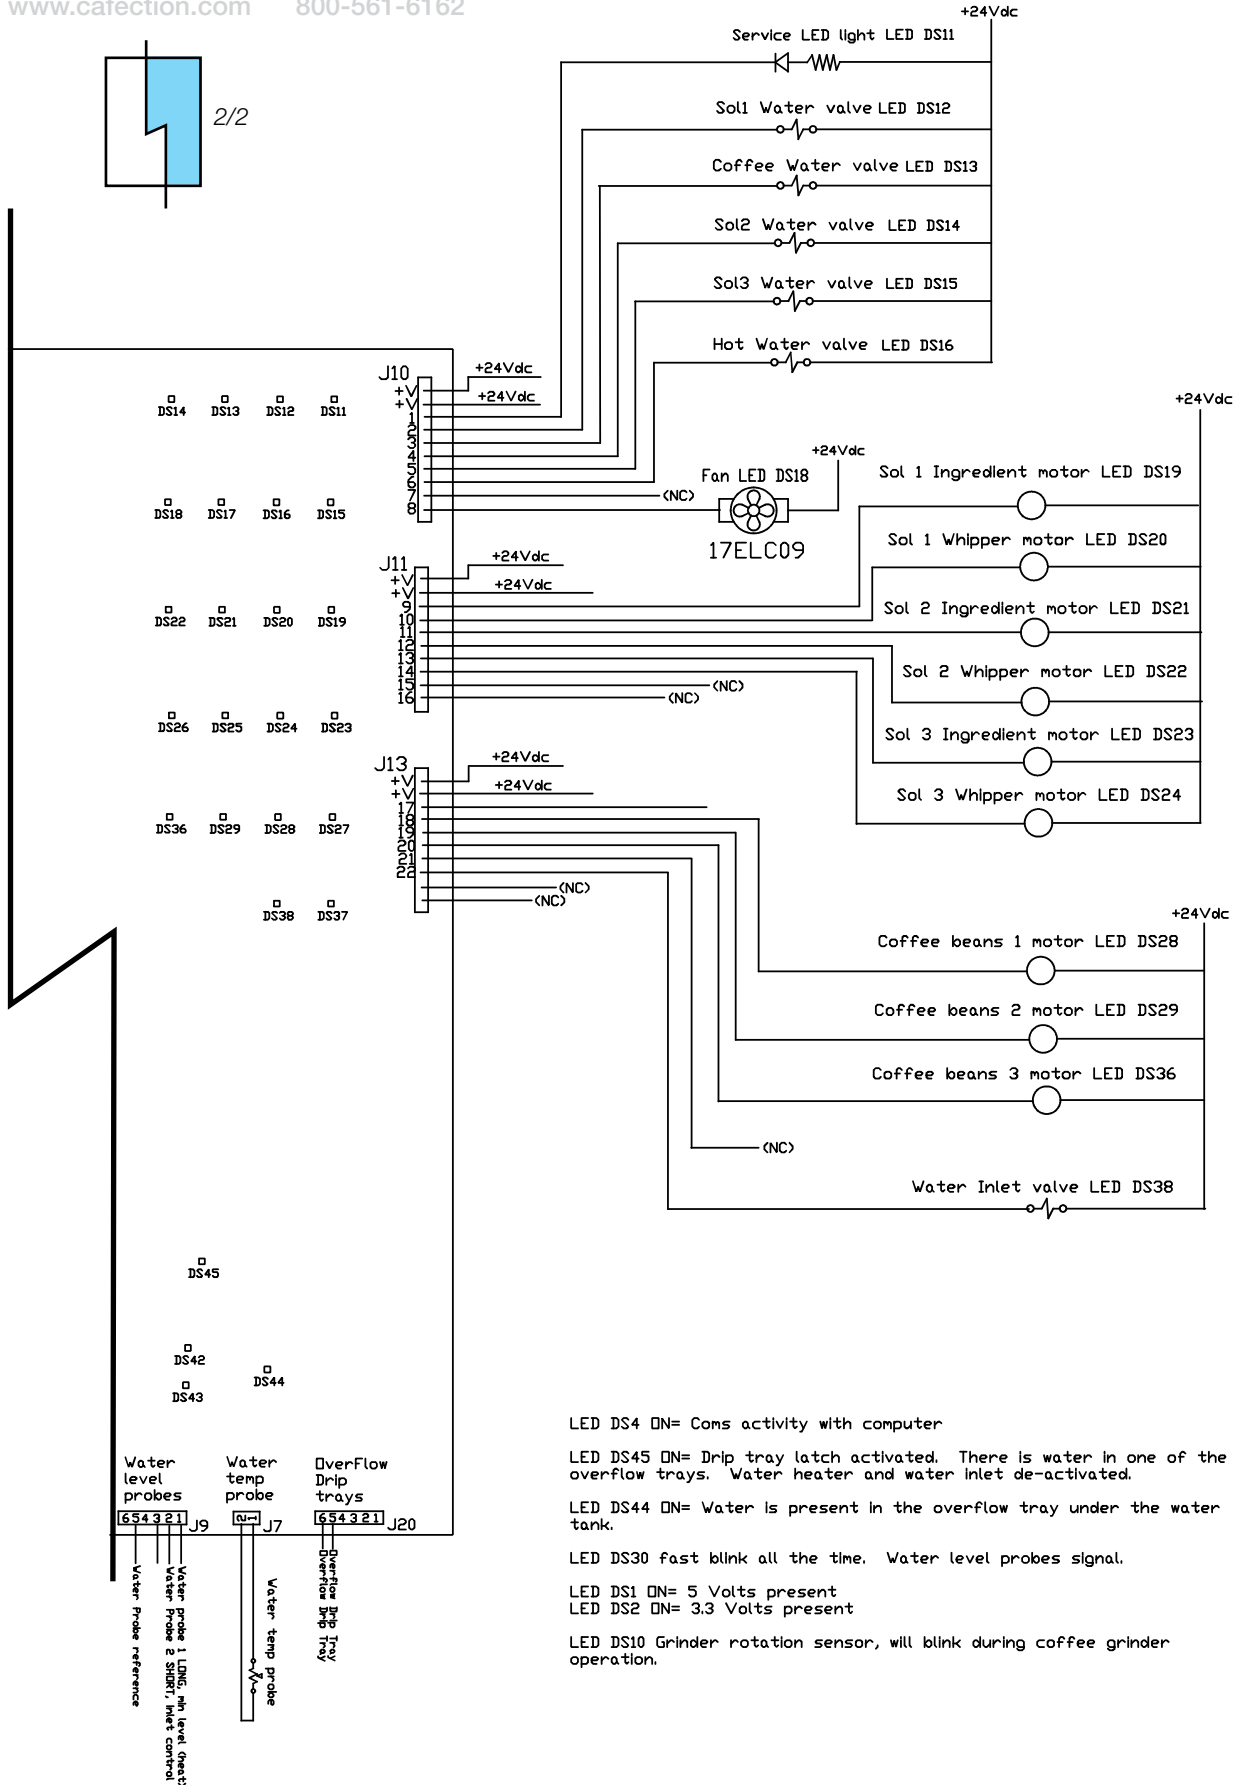 www.cafection.com 800-561-6162
2/2
+24Vdc
Service LED light LED DS11
Sol1 Water valve LED DS12
Coffee Water valve LED DS13
Sol2 Water valve LED DS14
Sol3 Water valve LED DS15
Hot Water valve LED DS16
J10
+V
+V
1
2
3
4
5
6
7
8
+24Vdc
+24Vdc
(NC)
DS14 DS13 DS12 DS11
DS18 DS17 DS16 DS15
+24Vdc
Fan LED DS18
17ELC09
+24Vdc
Sol 1 Ingredient motor LED DS19
Sol 1 Whipper motor LED DS20
Sol 2 Ingredient motor LED DS21
Sol 2 Whipper motor LED DS22
Sol 3 Ingredient motor LED DS23
Sol 3 Whipper motor LED DS24
J11
+V
+V
9
10
11
12
13
14
15
16
+24Vdc
+24Vdc
(NC)
(NC)
DS22 DS21 DS20 DS19
DS26 DS25 DS24 DS23
J13
+V
+V
17
18
19
20
21
22
+24Vdc
+24Vdc
(NC)
(NC)
DS36 DS29 DS28 DS27
DS38 DS37
+24Vdc
Coffee beans 1 motor LED DS28
Coffee beans 2 motor LED DS29
Coffee beans 3 motor LED DS36
(NC)
Water Inlet valve LED DS38
DS45
DS42
DS44
DS43
Water
level
probes
654321
J9
Water
temp
probe
21
J7
OverFlow
Drip
trays
654321
J20
Water Probe reference
Water Probe 2 SHORT, inlet control
Water probe 1 LONG, min level (heat)
Water temp probe
Overflow Drip Tray
Overflow Drip Tray
LED DS4 ON= Coms activity with computer
LED DS45 ON= Drip tray latch activated. There is water in one of the
overflow trays. Water heater and water inlet de-activated.
LED DS44 ON= Water is present in the overflow tray under the water
tank.
LED DS30 fast blink all the time. Water level probes signal.
LED DS1 ON= 5 Volts present
LED DS2 ON= 3.3 Volts present
LED DS10 Grinder rotation sensor, will blink during coffee grinder
operation.